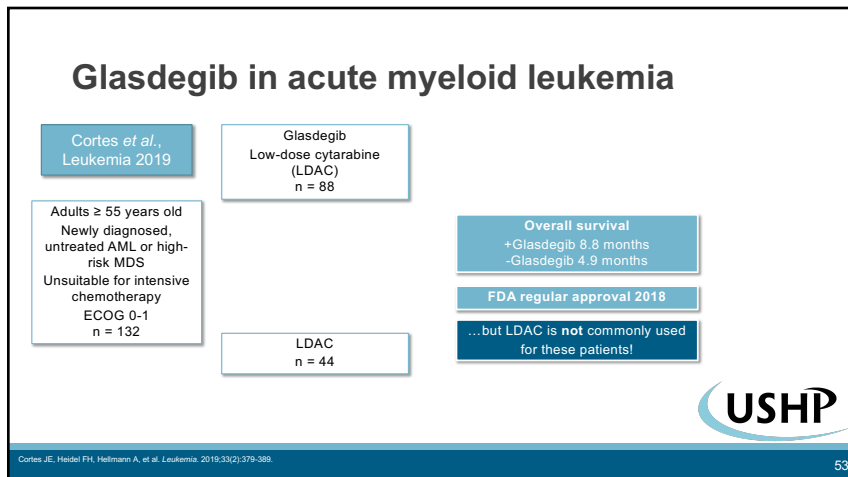 Glasdegib in acute myeloid leukemia
Cortes et al.,
Leukemia 2019
Adults ≥ 55 years old
Newly diagnosed,
untreated AML or high-
risk MDS
Unsuitable for intensive
chemotherapy
ECOG 0-1
n = 132
Glasdegib
Low-dose cytarabine
(LDAC)
n = 88
LDAC
n = 44
Overall survival
+Glasdegib 8.8 months
-Glasdegib 4.9 months
FDA regular approval 2018
…but LDAC is not commonly used
for these patients!
USHP
Cortes JE, Heidel FH, Hellmann A, et al. Leukemia. 2019;33(2):379-389.
53